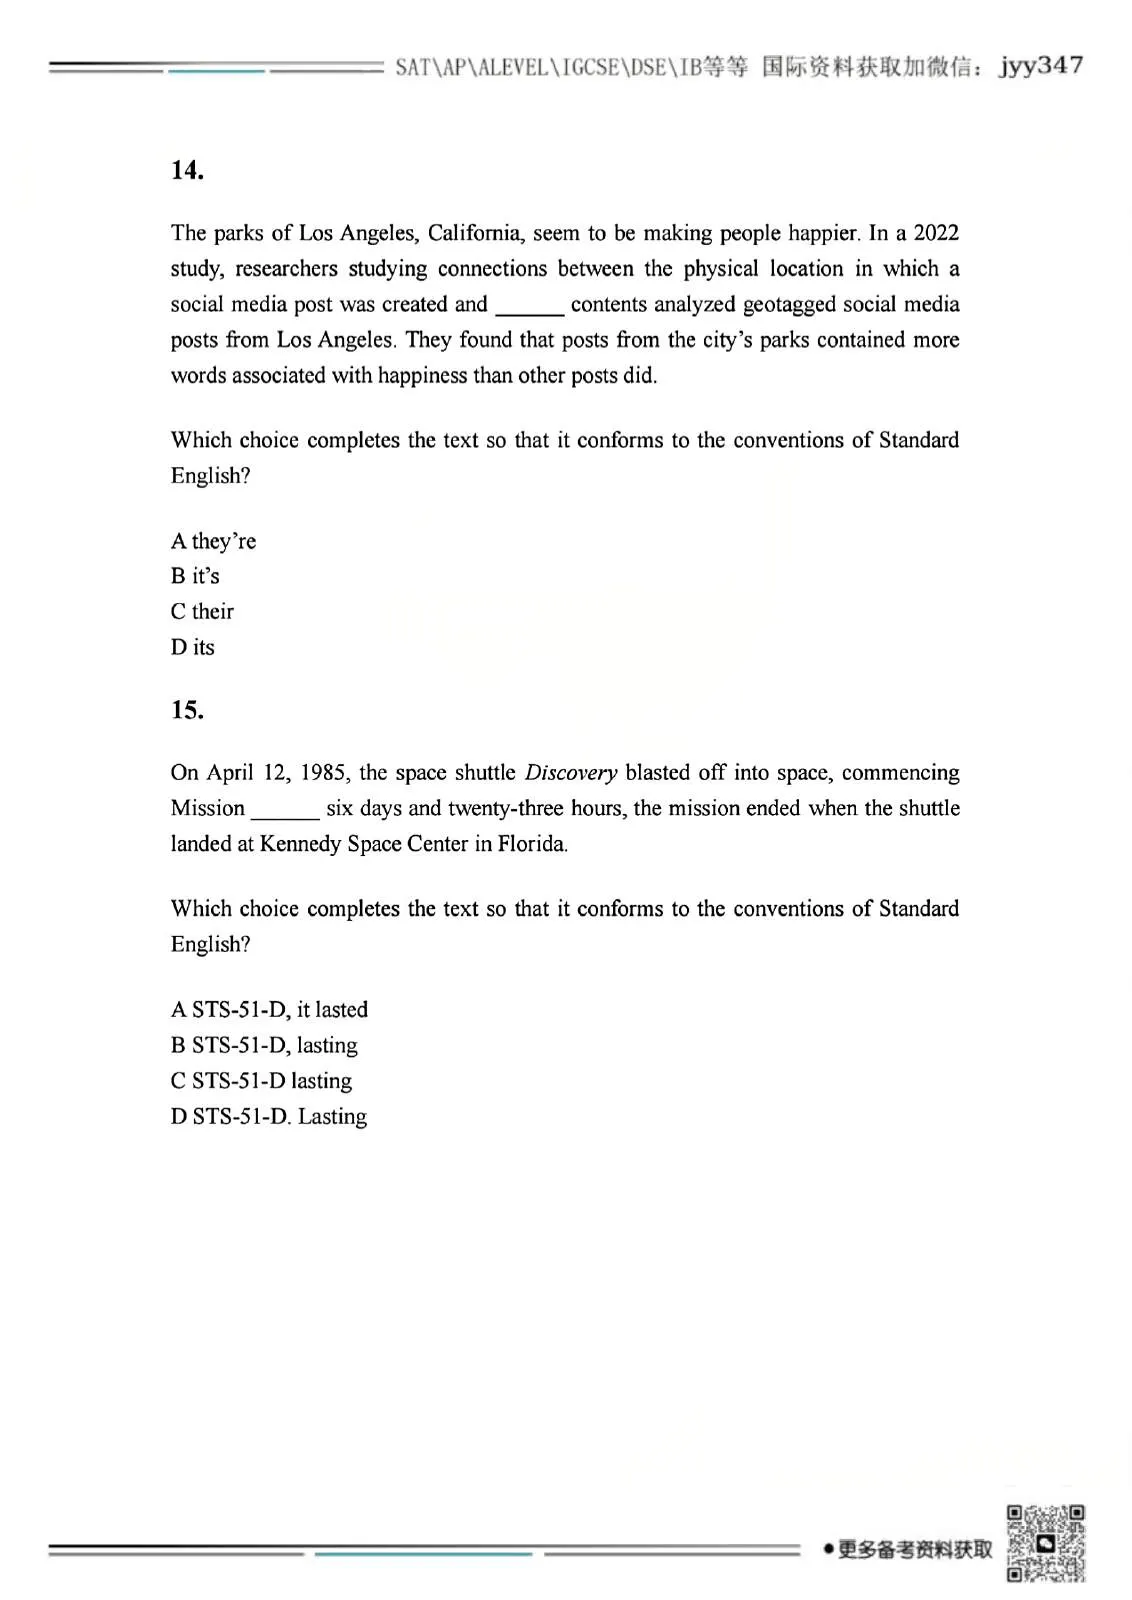 SAT\AP\ALEVEL\IGCSE\DSE\IB等等 国际资料获取加微信：jyy347
14.
The parks of Los Angeles, California, seem to be making people happier. In a 2022
study, researchers studying connections between the physical location in which a
social media post was created and ______ contents analyzed geotagged social media
posts from Los Angeles. They found that posts from the city’s parks contained more
words associated with happiness than other posts did.
Which choice completes the text so that it conforms to the conventions of Standard
English?
A they’re
B it’s
C their
D its
15.
On April 12, 1985, the space shuttle Discovery blasted off into space, commencing
Mission ______ six days and twenty-three hours, the mission ended when the shuttle
landed at Kennedy Space Center in Florida.
Which choice completes the text so that it conforms to the conventions of Standard
English?
A STS-51-D, it lasted
B STS-51-D, lasting
C STS-51-D lasting
D STS-51-D. Lasting
●更多备考资料获取